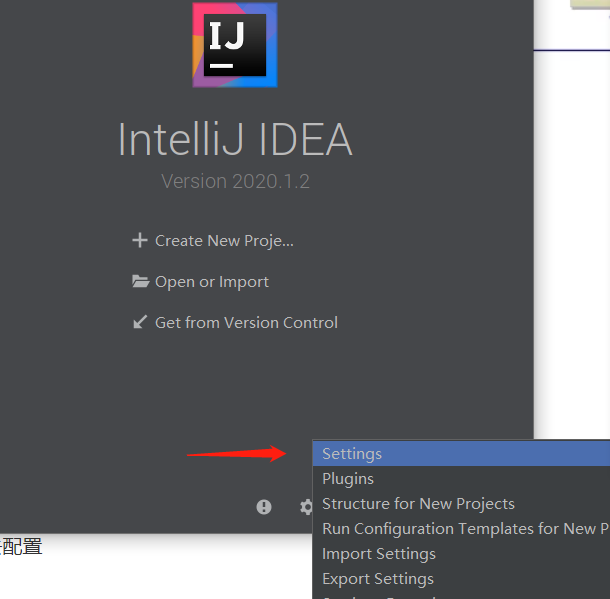 IJ
IntelliJ IDEA
Version 2020.1.2
Create New Proje...
Open or Import
Get from Version Control
Settings
Plugins
Structure for New Projects
Run Configuration Templates for New P
Import Settings
Export Settings
配置